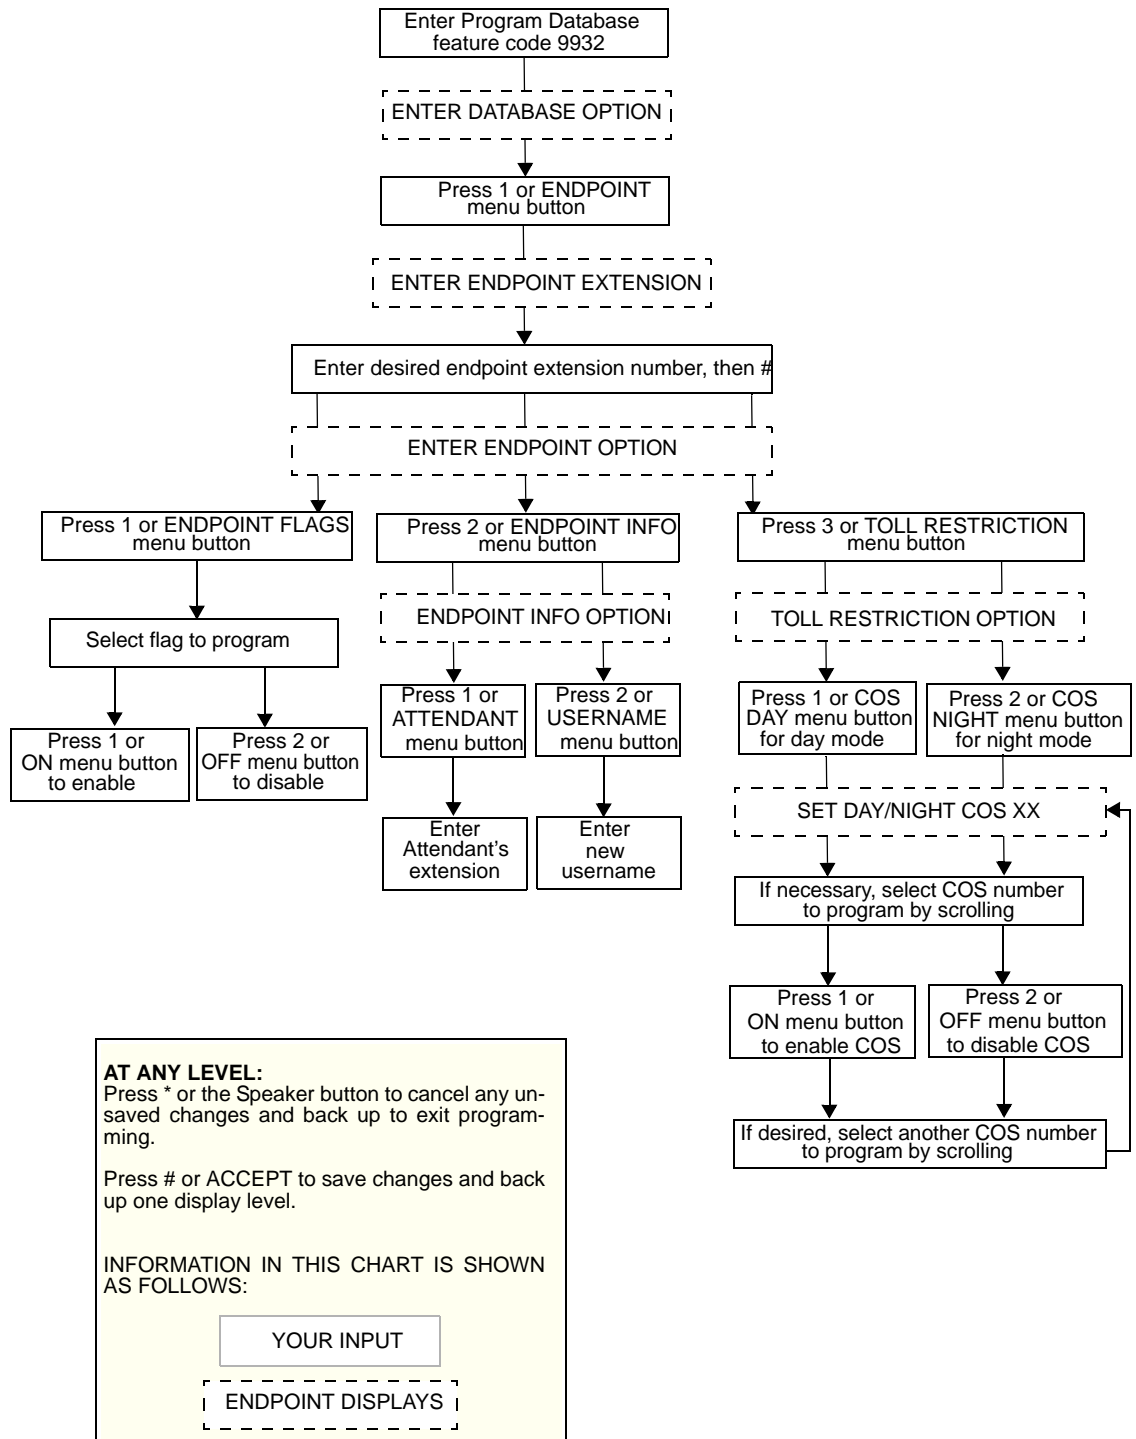 Enter Program Database
feature code 9932
ENTER DATABASE OPTION
Press 1 or ENDPOINT
menu button
ENTER ENDPOINT EXTENSION
Enter desired endpoint extension number, then #
ENTER ENDPOINT OPTION
Press 1 or ENDPOINT FLAGS
menu button
Select flag to program
Press 1 or
ON menu button
to enable
Press 2 or
OFF menu button
to disable
Press 2 or ENDPOINT INFO
menu button
ENDPOINT INFO OPTION
Press 1 or
ATTENDANT
menu button
Enter
Attendant's
extension
Press 2 or
USERNAME
menu button
Enter
new
username
Press 3 or TOLL RESTRICTION
menu button
TOLL RESTRICTION OPTION
Press 1 or COS
DAY menu button
for day mode
Press 2 or COS
NIGHT menu button
for night mode
SET DAY/NIGHT COS XX
If necessary, select COS number
to program by scrolling
Press 1 or
ON menu button
to enable COS
Press 2 or
OFF menu button
to disable COS
If desired, select another COS number
to program by scrolling
AT ANY LEVEL:
Press * or the Speaker button to cancel any un-
saved changes and back up to exit program-
ming.
Press # or ACCEPT to save changes and back
up one display level.
INFORMATION IN THIS CHART IS SHOWN
AS FOLLOWS:
YOUR INPUT
ENDPOINT DISPLAYS